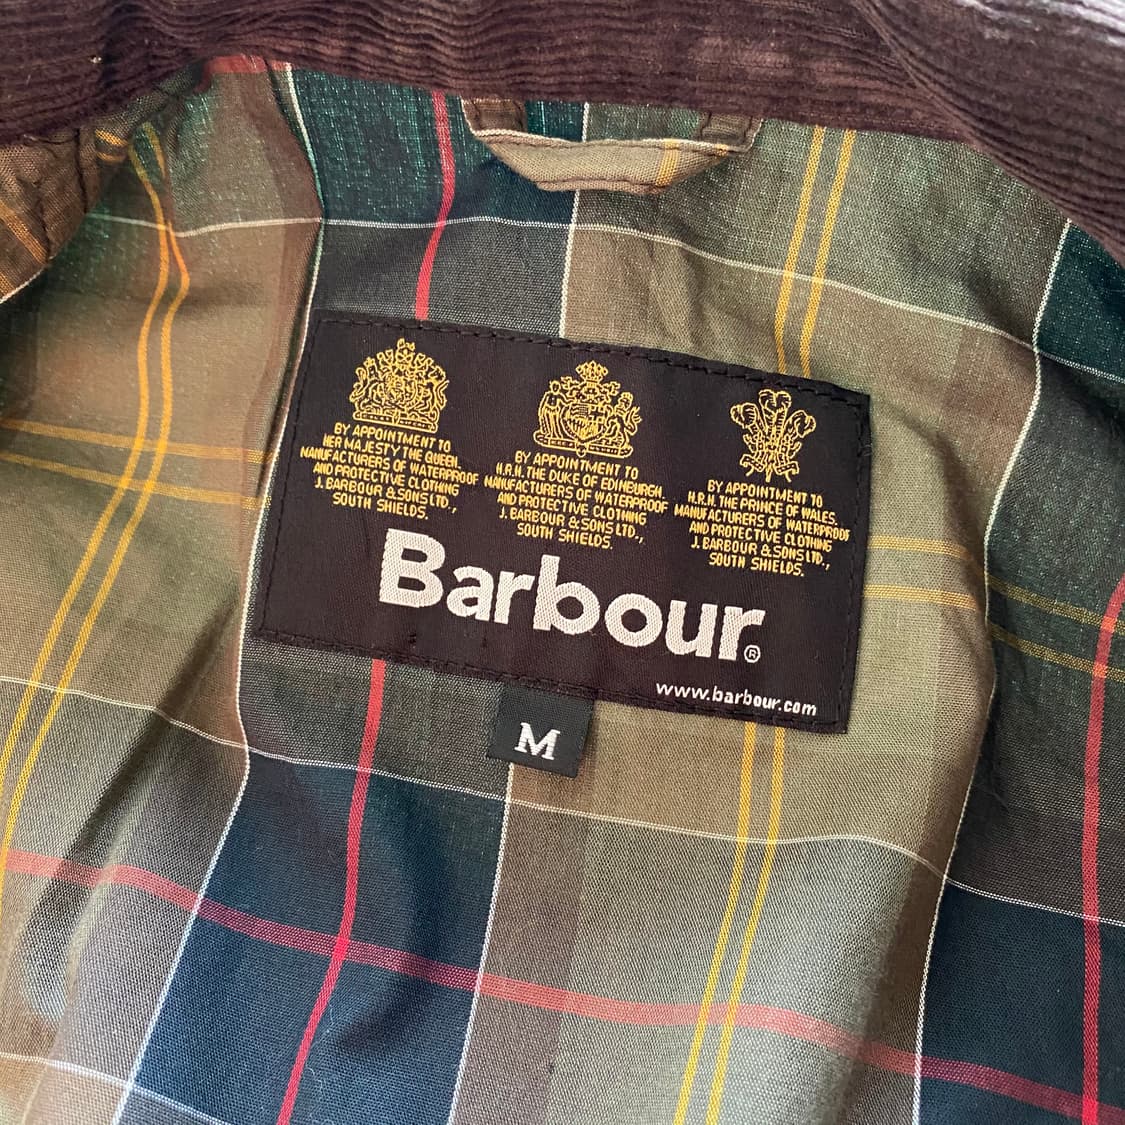 BY APPOINTMENT TO
HER MAJESTY THE QUEEN.
MANUFACTURERS OF WATERPROOF
AND PROTECTIVE CLOTHING
J. BARBOUR & SONS LTD.,
SOUTH SHIELDS.
BY APPOINTMENT TO
H.R.H. THE DUKE OF EDINBURGH.
MANUFACTURERS OF WATERPROOF
AND PROTECTIVE CLOTHING
J. BARBOUR & SONS LTD.,
SOUTH SHIELDS.
BY APPOINTMENT TO
H.R.H. THE PRINCE OF WALES.
MANUFACTURERS OF WATERPROOF
AND PROTECTIVE CLOTHING
J. BARBOUR & SONS LTD.,
SOUTH SHIELDS.
Barbour®
www.barbour.com
M